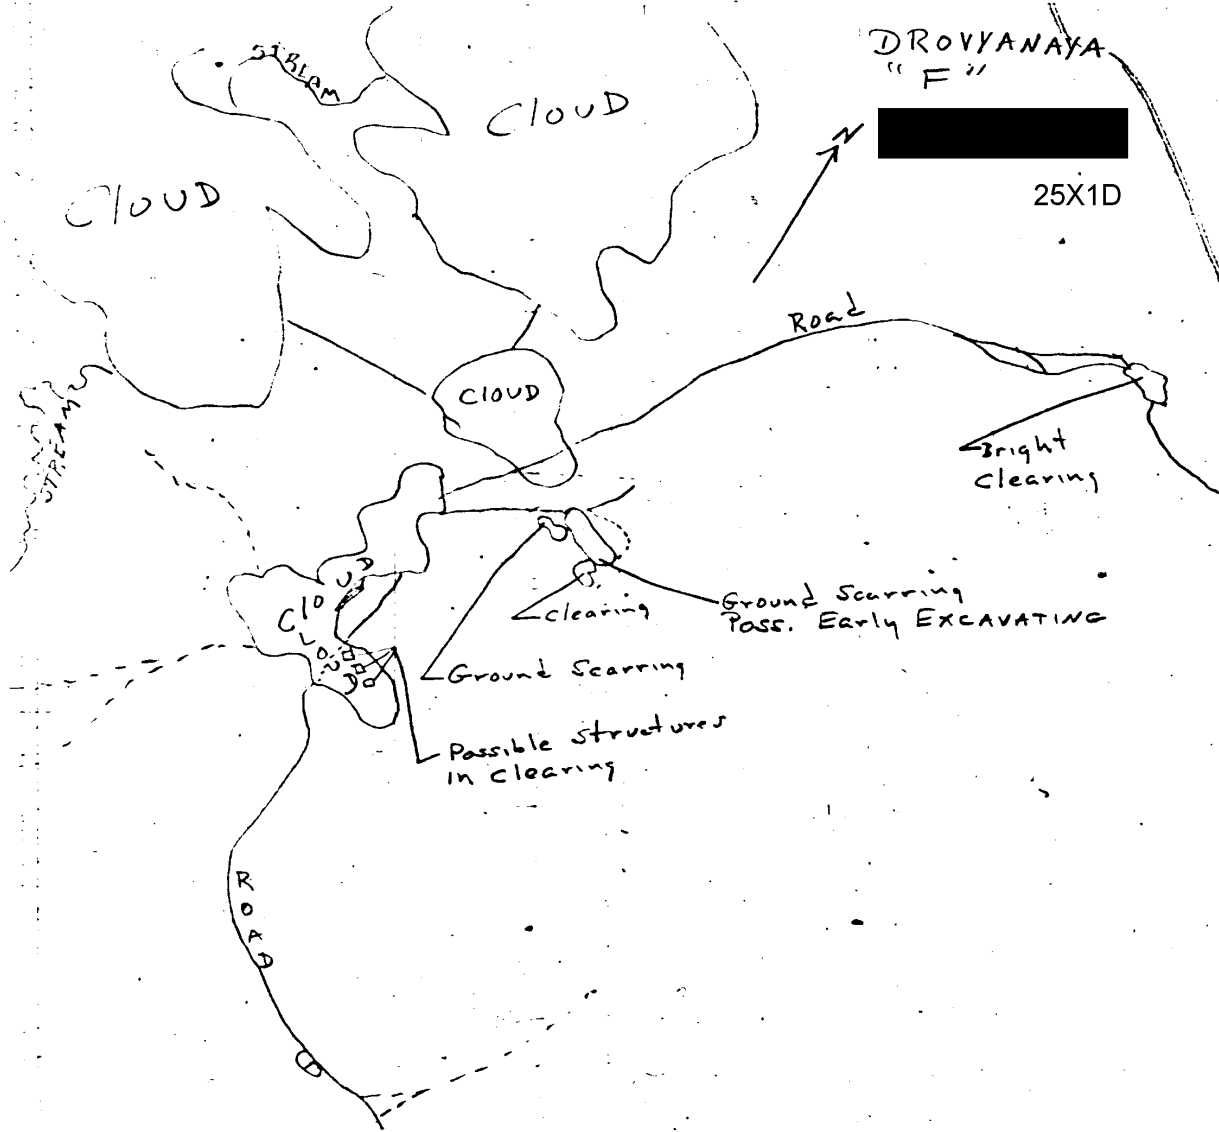 DROVYANAYA
"F"
25X1D
STREAM
CLOUD
CLOUD
N
Road
CLOUD
STREAM
Bright
Clearing
CLOUD
CLOUD
Clearing
Ground Scarring
Poss. Early EXCAVATING
Ground Scarring
Possible Structures
In Clearing
ROAD